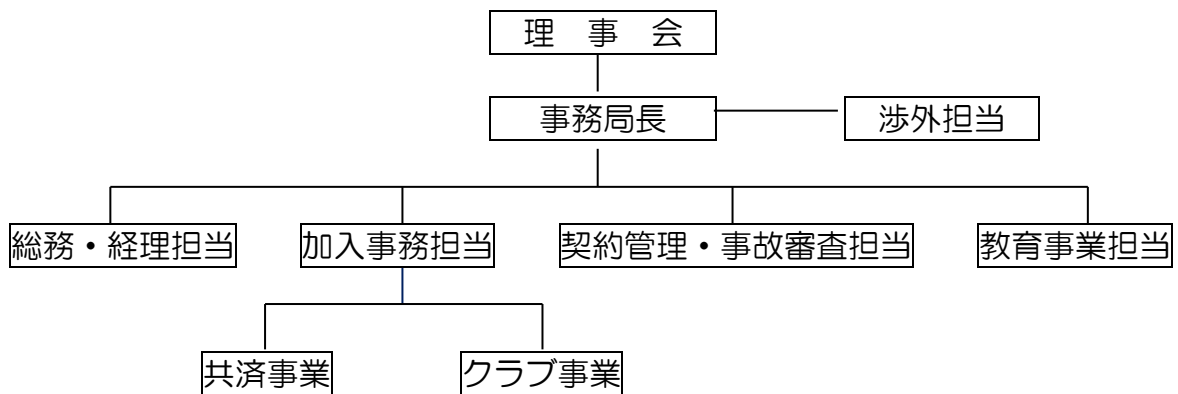 理　事　会
事務局長
渉外担当
総務・経理担当
加入事務担当
契約管理・事故審査担当
教育事業担当
共済事業
クラブ事業